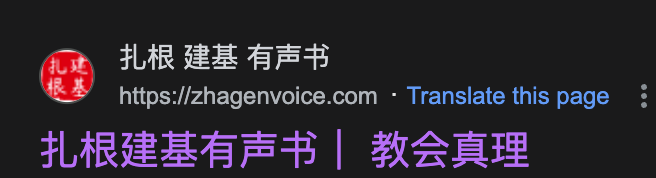 扎根 建基 有声书
https://zhagenvoice.com · Translate this page
扎根建基有声书｜ 教会真理
扎建
根基